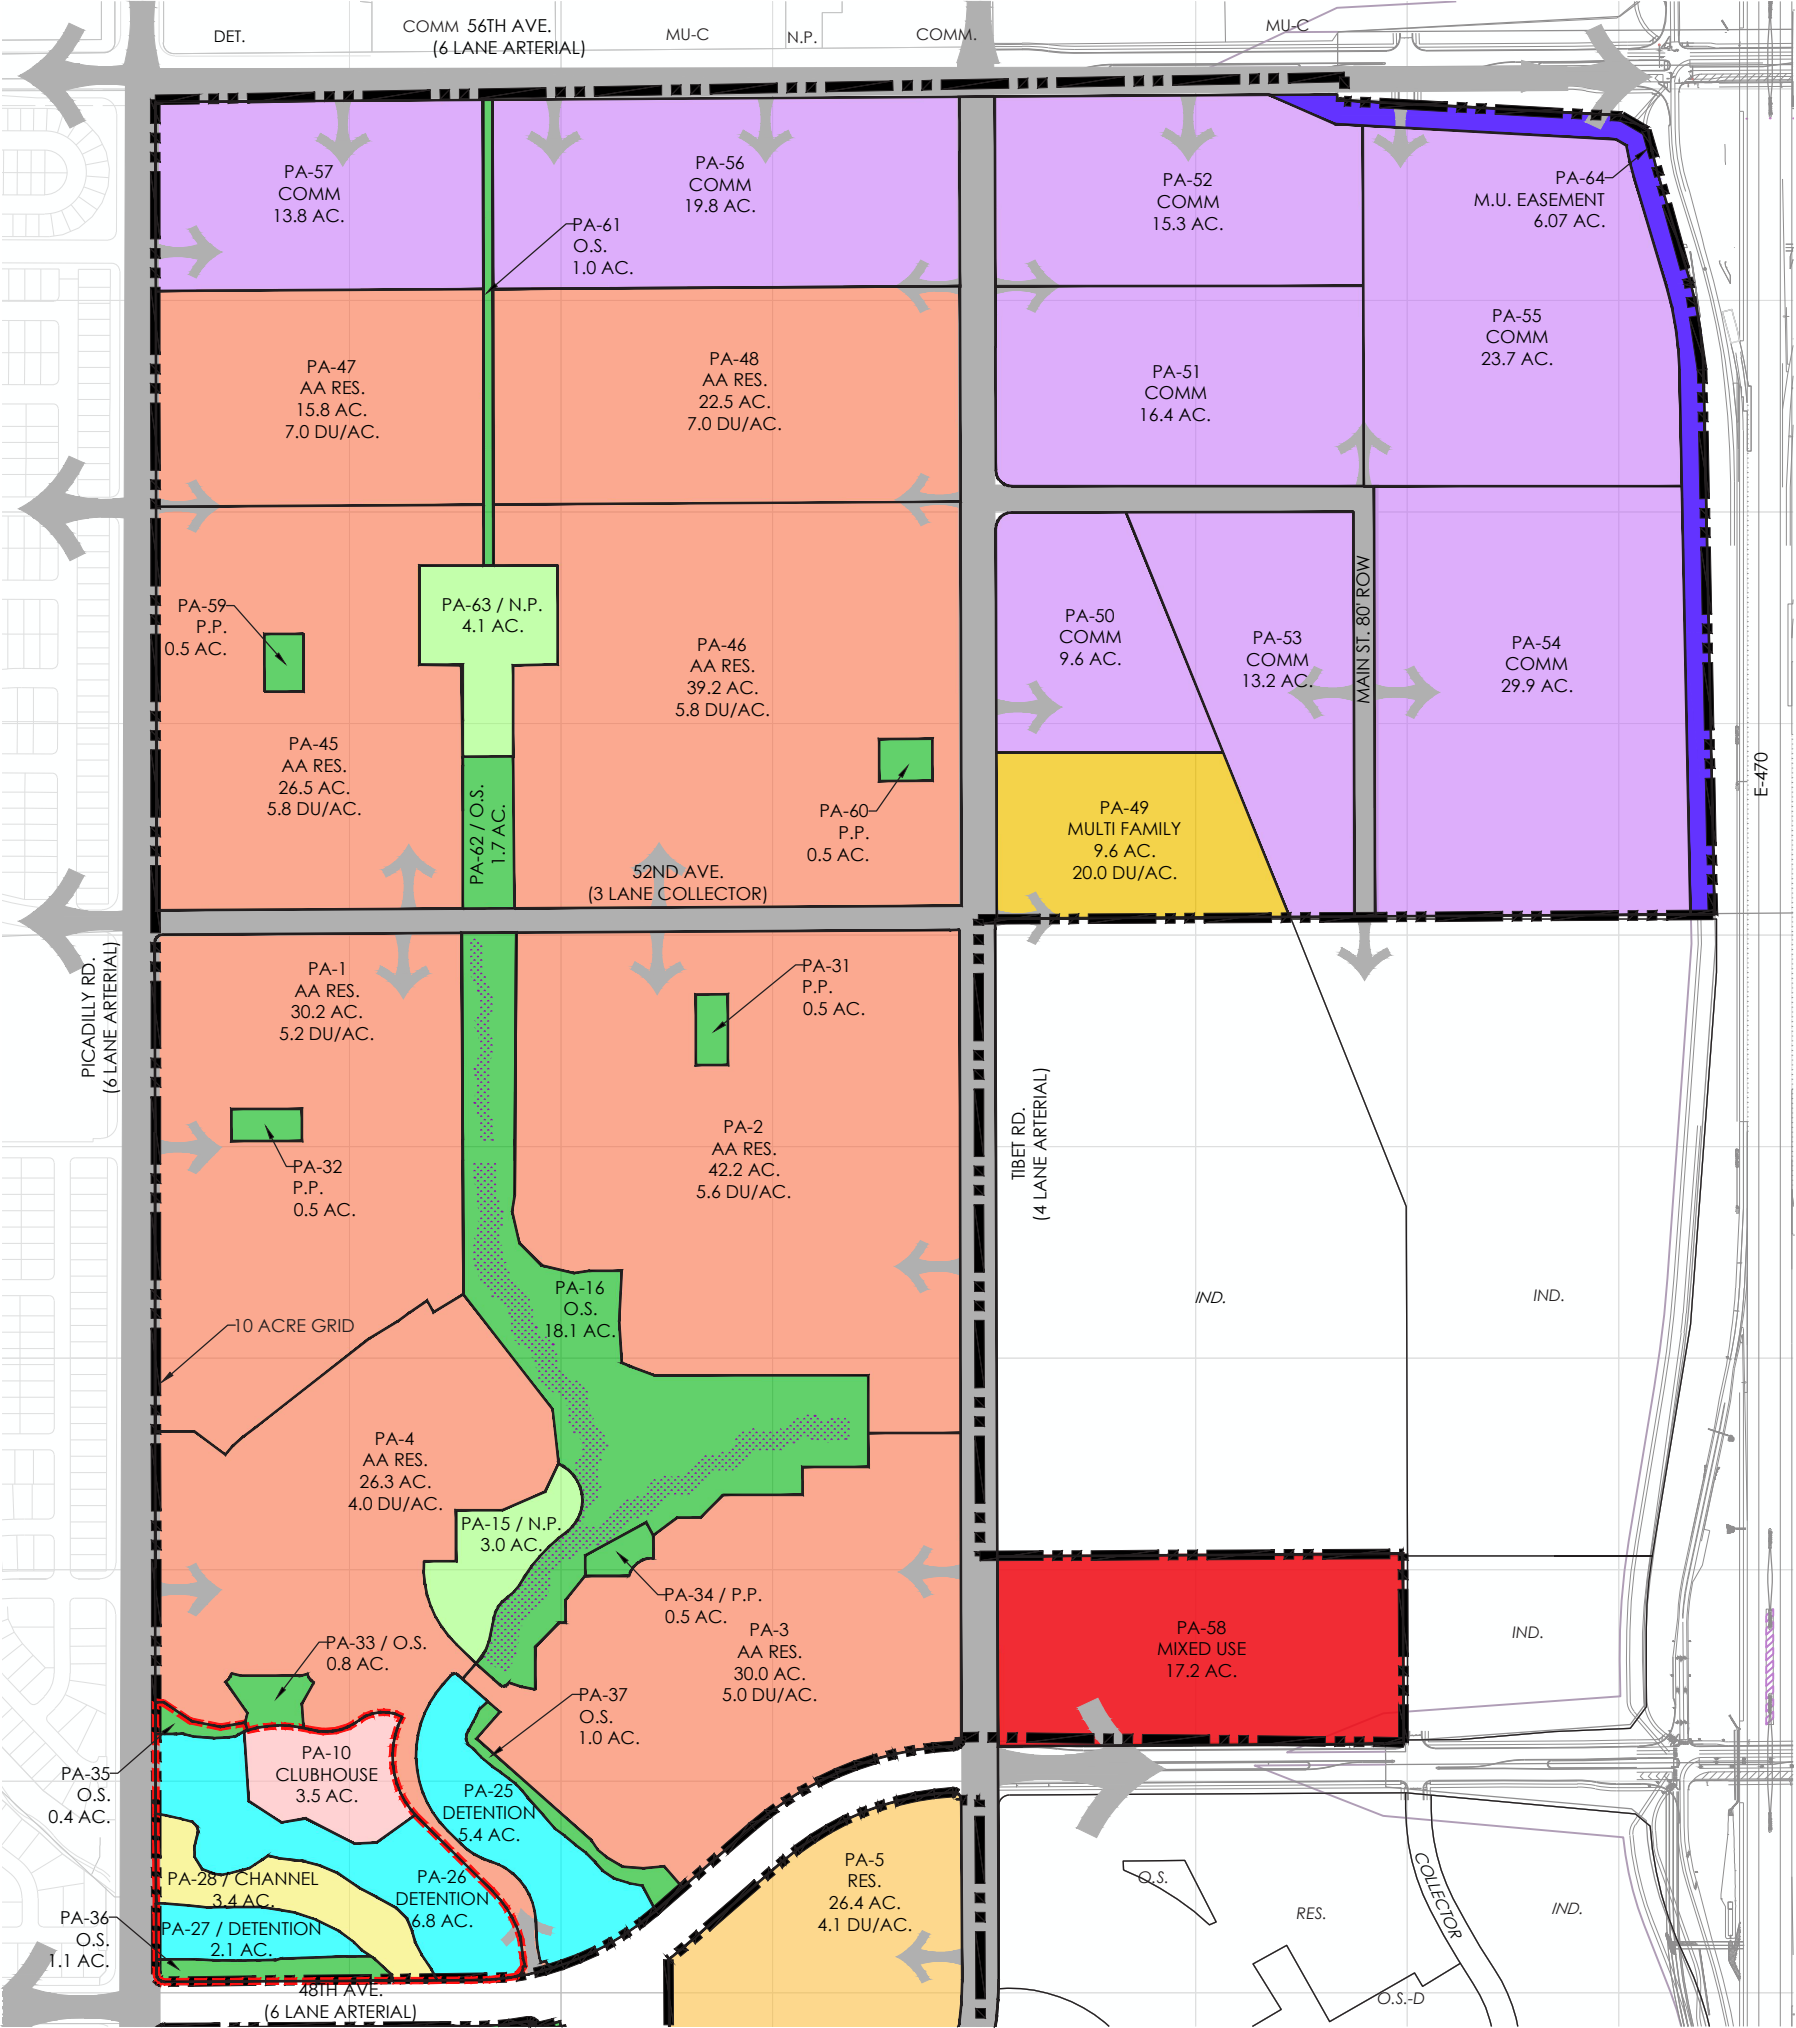 DET.
COMM
56TH AVE.
(6 LANE ARTERIAL)
MU-C
N.P.
COMM.
MU-C
PA-57
COMM
13.8 AC.
PA-56
COMM
19.8 AC.
PA-61
O.S.
1.0 AC.
PA-52
COMM
15.3 AC.
PA-64
M.U. EASEMENT
6.07 AC.
PA-55
COMM
23.7 AC.
PA-47
AA RES.
15.8 AC.
7.0 DU/AC.
PA-48
AA RES.
22.5 AC.
7.0 DU/AC.
PA-51
COMM
16.4 AC.
PA-59
P.P.
0.5 AC.
PA-63 / N.P.
4.1 AC.
PA-46
AA RES.
39.2 AC.
5.8 DU/AC.
PA-50
COMM
9.6 AC.
PA-53
COMM
13.2 AC.
MAIN ST. 80' ROW
PA-54
COMM
29.9 AC.
PA-45
AA RES.
26.5 AC.
5.8 DU/AC.
PA-62 / O.S.
1.7 AC.
PA-60
P.P.
0.5 AC.
PA-49
MULTI FAMILY
9.6 AC.
20.0 DU/AC.
E-470
52ND AVE.
(3 LANE COLLECTOR)
PICADILLY RD.
(6 LANE ARTERIAL)
PA-1
AA RES.
30.2 AC.
5.2 DU/AC.
PA-31
P.P.
0.5 AC.
PA-32
P.P.
0.5 AC.
PA-2
AA RES.
42.2 AC.
5.6 DU/AC.
TIBET RD.
(4 LANE ARTERIAL)
PA-16
O.S.
18.1 AC.
IND.
IND.
10 ACRE GRID
PA-4
AA RES.
26.3 AC.
4.0 DU/AC.
PA-15 / N.P.
3.0 AC.
PA-34 / P.P.
0.5 AC.
PA-3
AA RES.
30.0 AC.
5.0 DU/AC.
PA-58
MIXED USE
17.2 AC.
IND.
PA-33 / O.S.
0.8 AC.
PA-37
O.S.
1.0 AC.
PA-10
CLUBHOUSE
3.5 AC.
PA-35
O.S.
0.4 AC.
PA-25
DETENTION
5.4 AC.
PA-28 / CHANNEL
3.4 AC.
PA-26
DETENTION
6.8 AC.
PA-5
RES.
26.4 AC.
4.1 DU/AC.
O.S.
COLLECTOR
RES.
IND.
PA-36
O.S.
1.1 AC.
PA-27 / DETENTION
2.1 AC.
48TH AVE.
(6 LANE ARTERIAL)
O.S.-D